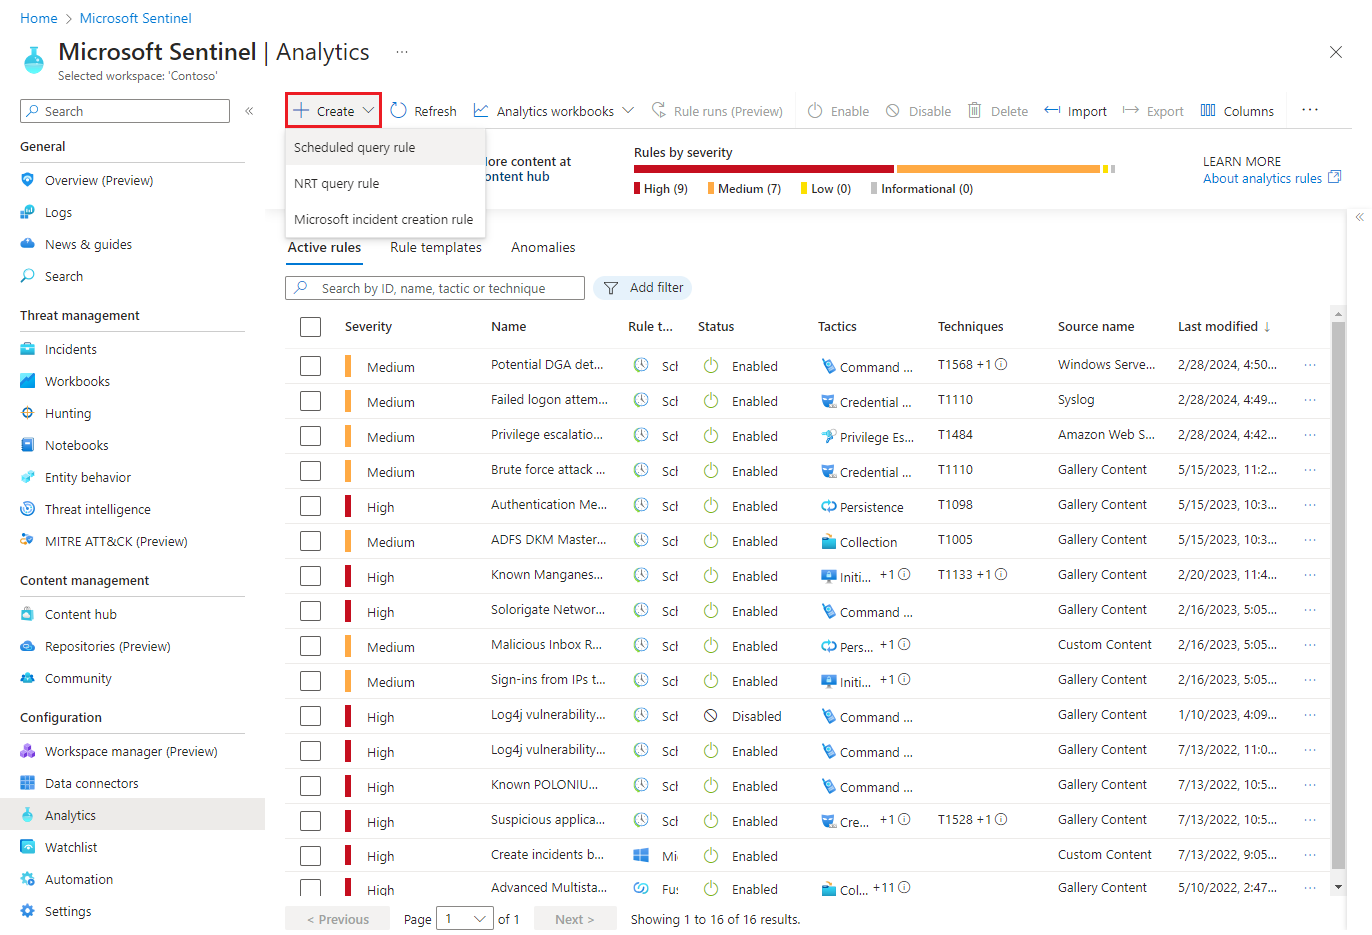 Home > Microsoft Sentinel
Microsoft Sentinel | Analytics ...
Selected workspace: 'Contoso'
Search «
General
Overview (Preview)
Logs
News & guides
Search
Threat management
Incidents
Workbooks
Hunting
Notebooks
Entity behavior
Threat intelligence
MITRE ATT&CK (Preview)
Content management
Content hub
Repositories (Preview)
Community
Configuration
Workspace manager (Preview)
Data connectors
Analytics
Watchlist
Automation
Settings
Create Refresh Analytics workbooks Rule runs (Preview) Enable Disable Delete Import Export Columns ...
Scheduled query rule
NRT query rule
Microsoft incident creation rule
lore content at
ontent hub
Rules by severity
High (9) Medium (7) Low (0) Informational (0)
LEARN MORE
About analytics rules
«
Active rules Rule templates Anomalies
Search by ID, name, tactic or technique Add filter
Severity Name Rule t... Status Tactics Techniques Source name Last modified ↓
Medium Potential DGA det... Sch Enabled Command ... T1568 +1 Windows Serve... 2/28/2024, 4:50... ...
Medium Failed logon attem... Sch Enabled Credential ... T1110 Syslog 2/28/2024, 4:49... ...
Medium Privilege escalatio... Sch Enabled Privilege Es... T1484 Amazon Web S... 2/28/2024, 4:42... ...
Medium Brute force attack ... Sch Enabled Credential ... T1110 Gallery Content 5/15/2023, 11:2... ...
High Authentication Me... Sch Enabled Persistence T1098 Gallery Content 5/15/2023, 10:3... ...
Medium ADFS DKM Master... Sch Enabled Collection T1005 Gallery Content 5/15/2023, 10:3... ...
High Known Manganes... Sch Enabled Initi... +1 T1133 +1 Gallery Content 2/20/2023, 11:4... ...
High Solorigate Networ... Sch Enabled Command ... Gallery Content 2/16/2023, 5:05... ...
Medium Malicious Inbox R... Sch Enabled Pers... +1 Custom Content 2/16/2023, 5:05... ...
Medium Sign-ins from IPs t... Sch Enabled Initi... +1 Gallery Content 2/16/2023, 5:05... ...
High Log4j vulnerability... Sch Disabled Command ... Gallery Content 1/10/2023, 4:09... ...
High Log4j vulnerability... Sch Enabled Command ... Gallery Content 7/13/2022, 11:0... ...
High Known POLONIU... Sch Enabled Command ... Gallery Content 7/13/2022, 10:5... ...
High Suspicious applica... Sch Enabled Cre... +1 T1528 +1 Gallery Content 7/13/2022, 10:5... ...
High Create incidents b... Mi Enabled Custom Content 7/13/2022, 9:05... ...
High Advanced Multista... Fus Enabled Col... +11 Gallery Content 5/10/2022, 2:47... ...
< Previous Page 1 of 1 Next > Showing 1 to 16 of 16 results.